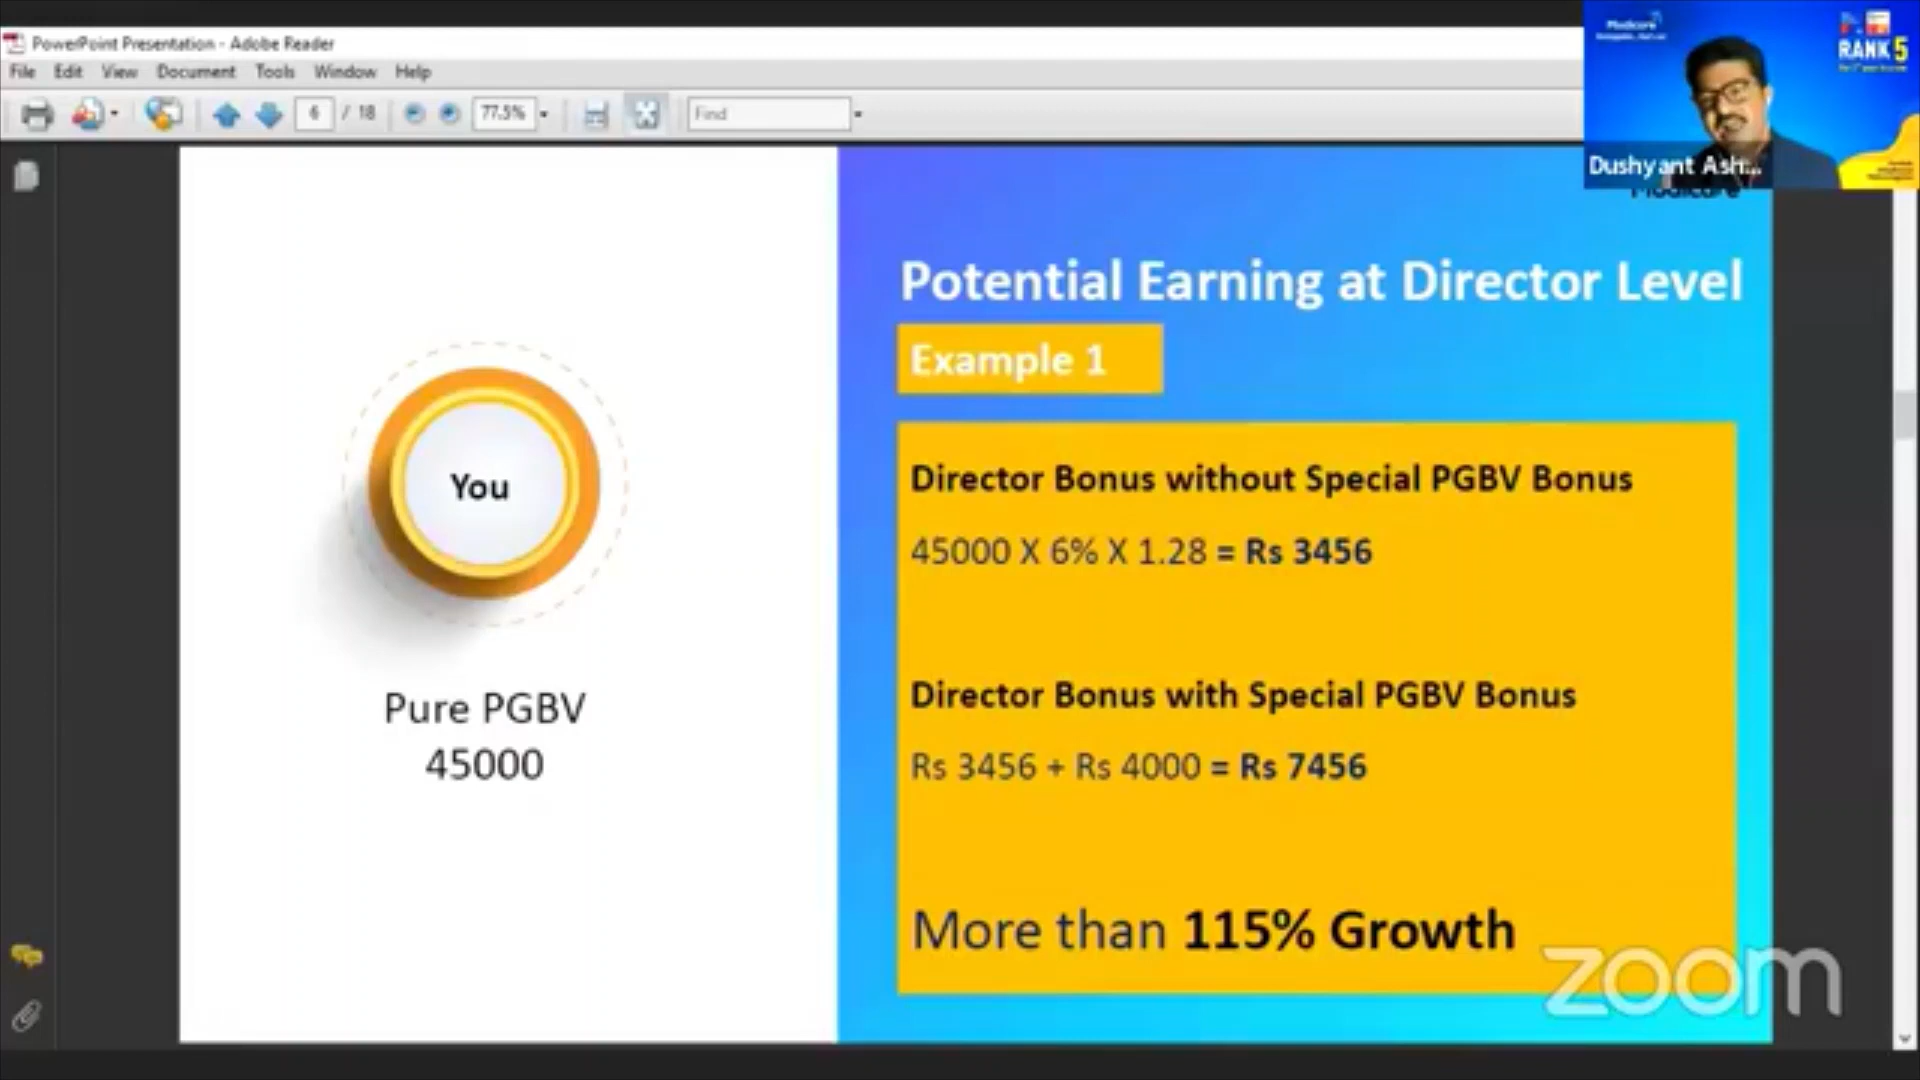 PowerPoint Presentation - Adobe Reader
File Edit View Document Tools Window Help
6 / 18 77.5% Find
Modicare
RANK 5
Dushyant Ash...
Modicare
Potential Earning at Director Level
Example 1
You
Pure PGBV
45000
Director Bonus without Special PGBV Bonus
45000 X 6% X 1.28 = Rs 3456
Director Bonus with Special PGBV Bonus
Rs 3456 + Rs 4000 = Rs 7456
More than 115% Growth
zoom